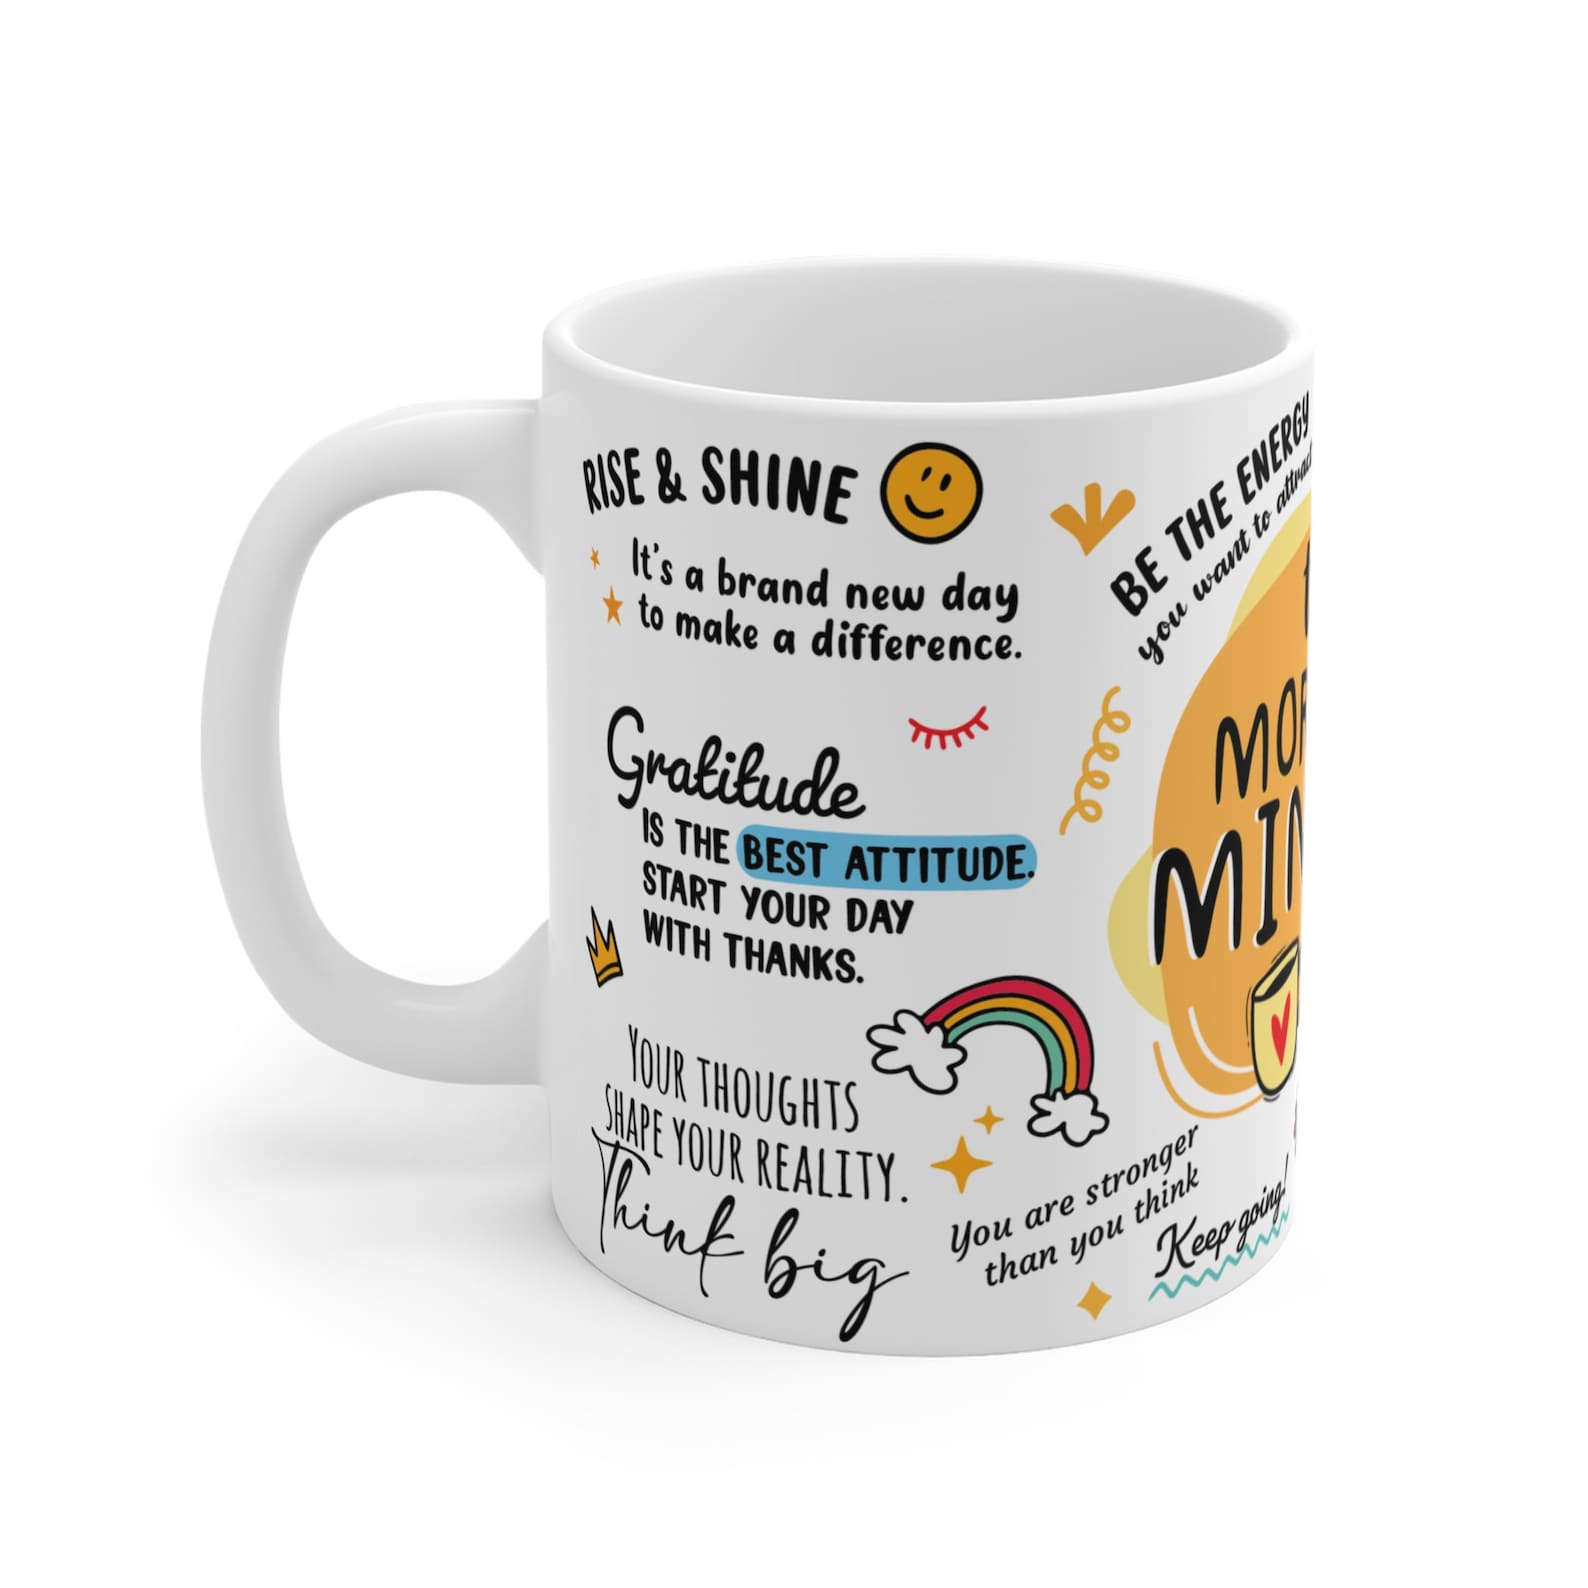 RISE & SHINE
It's a brand new day
to make a difference.
Gratitude
IS THE BEST ATTITUDE.
START YOUR DAY
WITH THANKS.
YOUR THOUGHTS
SHAPE YOUR REALITY.
Think big
BE THE ENERGY
you want to attract
You are stronger
than you think
Keep going!